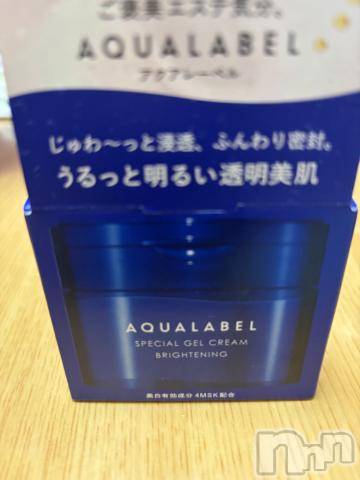 ご褒美エステ気分。
AQUALABEL
アクアレーベル
じゅわ～っと浸透、ふんわり密封。
うるっと明るい透明美肌
AQUALABEL
SPECIAL GEL CREAM
BRIGHTENING
美白有効成分 4MSK配合